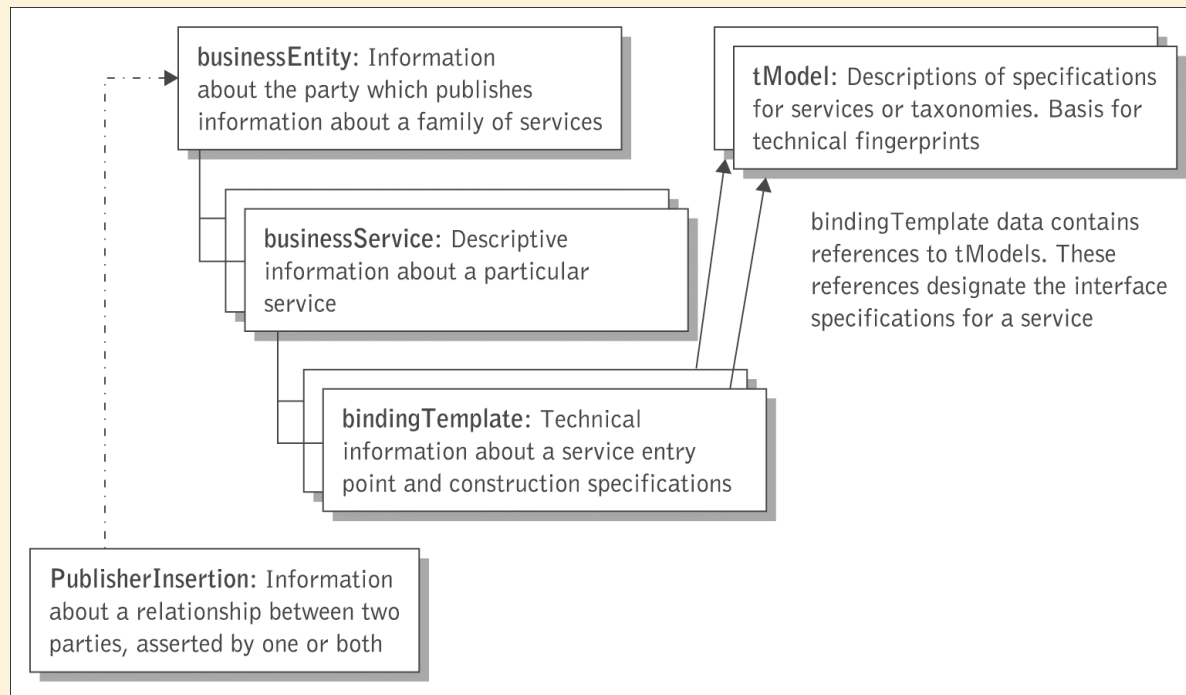 businessEntity: Information
about the party which publishes
information about a family of services
tModel: Descriptions of specifications
for services or taxonomies. Basis for
technical fingerprints
businessService: Descriptive
information about a particular
service
bindingTemplate data contains
references to tModels. These
references designate the interface
specifications for a service
bindingTemplate: Technical
information about a service entry
point and construction specifications
PublisherInsertion: Information
about a relationship between two
parties, asserted by one or both